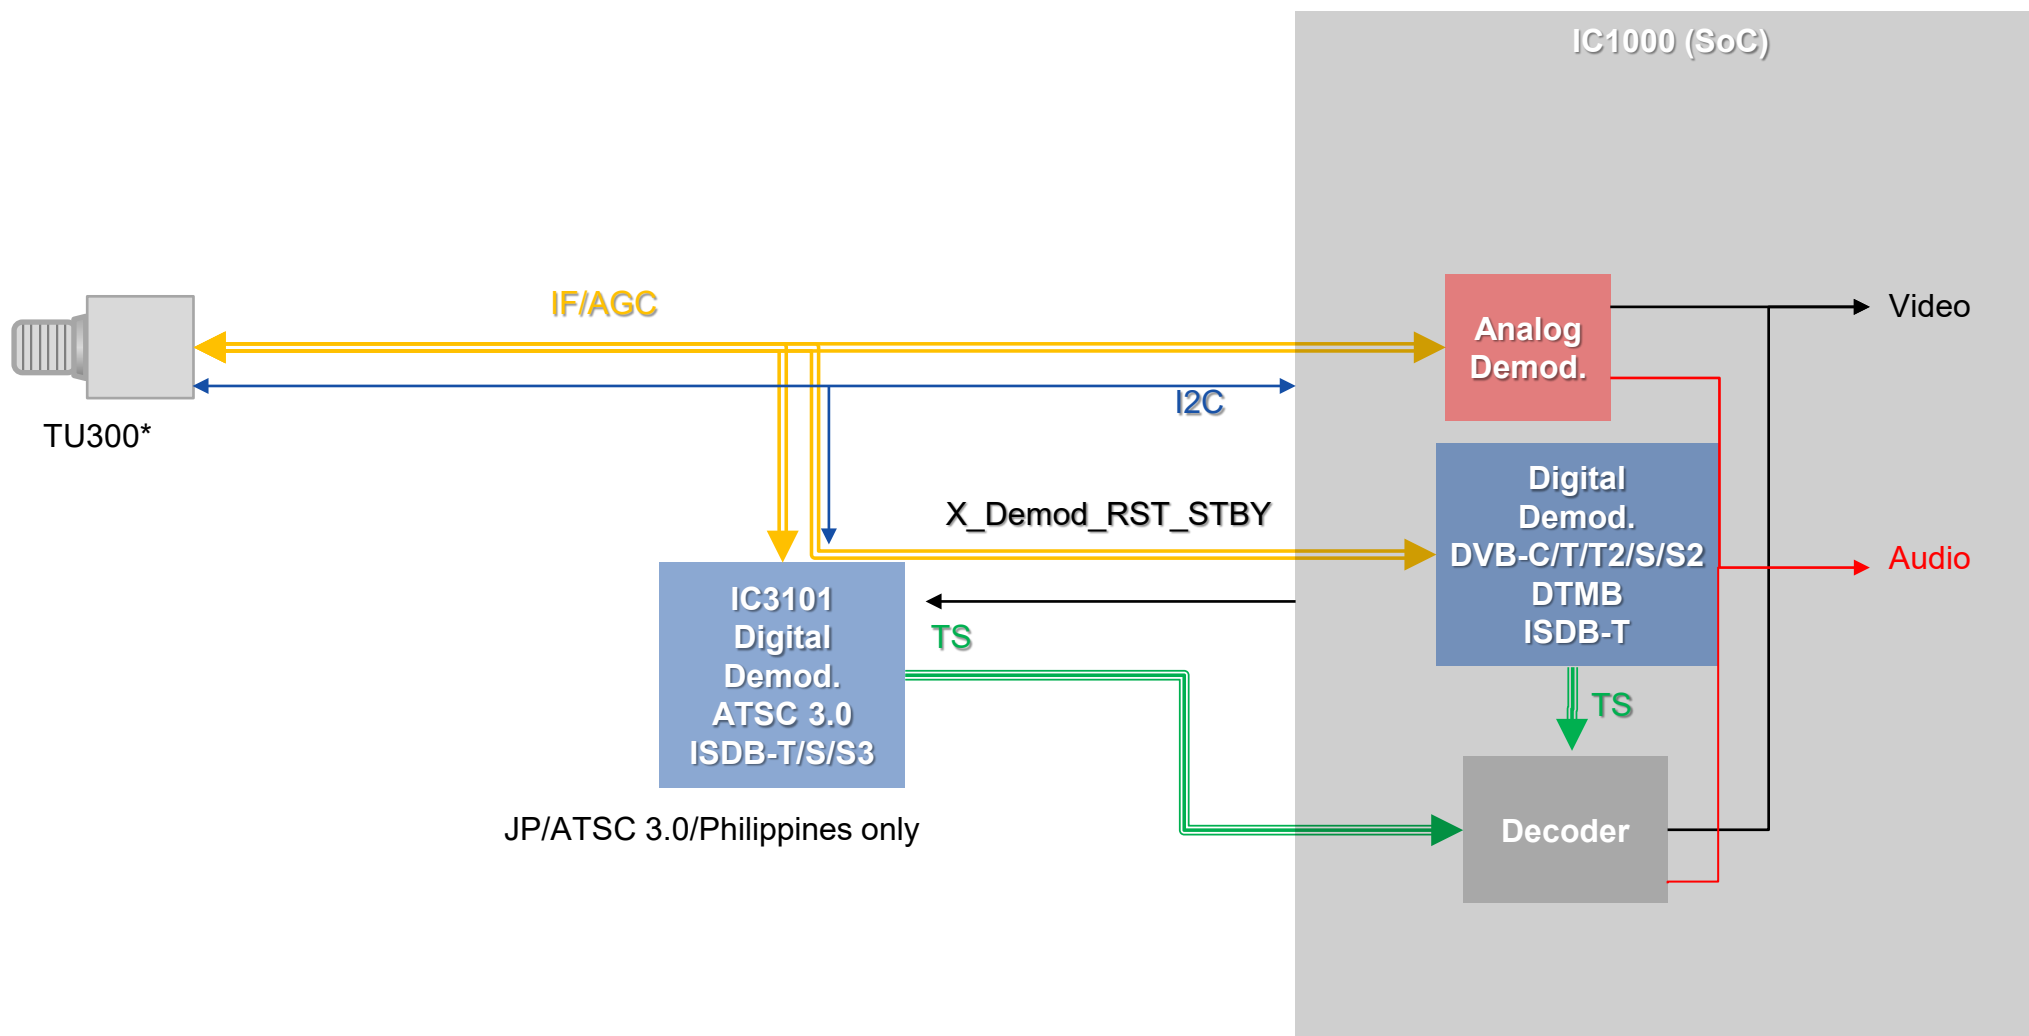 IC1000 (SoC)
IF/AGC
Analog
Demod.
Video
I2C
TU300*
Digital
Demod.
DVB-C/T/T2/S/S2
DTMB
ISDB-T
X_Demod_RST_STBY
Audio
IC3101
Digital
Demod.
ATSC 3.0
ISDB-T/S/S3
TS
TS
JP/ATSC 3.0/Philippines only
Decoder